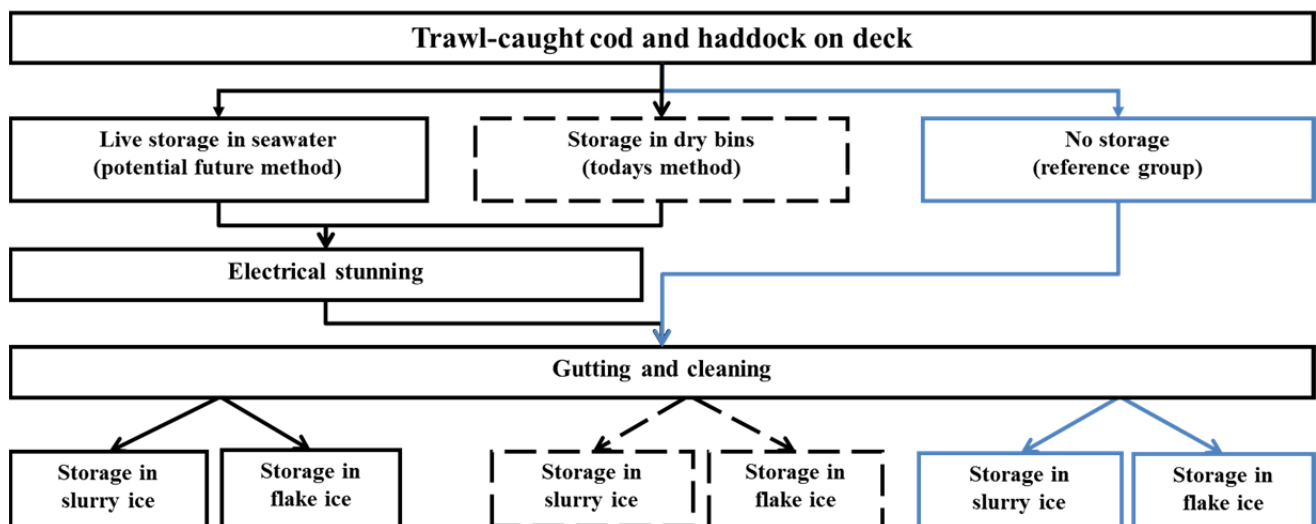 Trawl-caught cod and haddock on deck
Live storage in seawater
(potential future method)
Storage in dry bins
(todays method)
No storage
(reference group)
Electrical stunning
Gutting and cleaning
Storage in
slurry ice
Storage in
flake ice
Storage in
slurry ice
Storage in
flake ice
Storage in
slurry ice
Storage in
flake ice